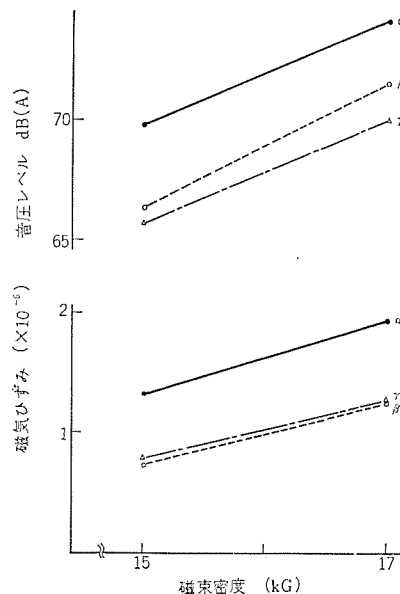 音圧レベル dB(A)
70
65
γ
磁気ひずみ (×10⁻⁶)
2
1
α
γ
β
15
17
磁束密度 (kG)